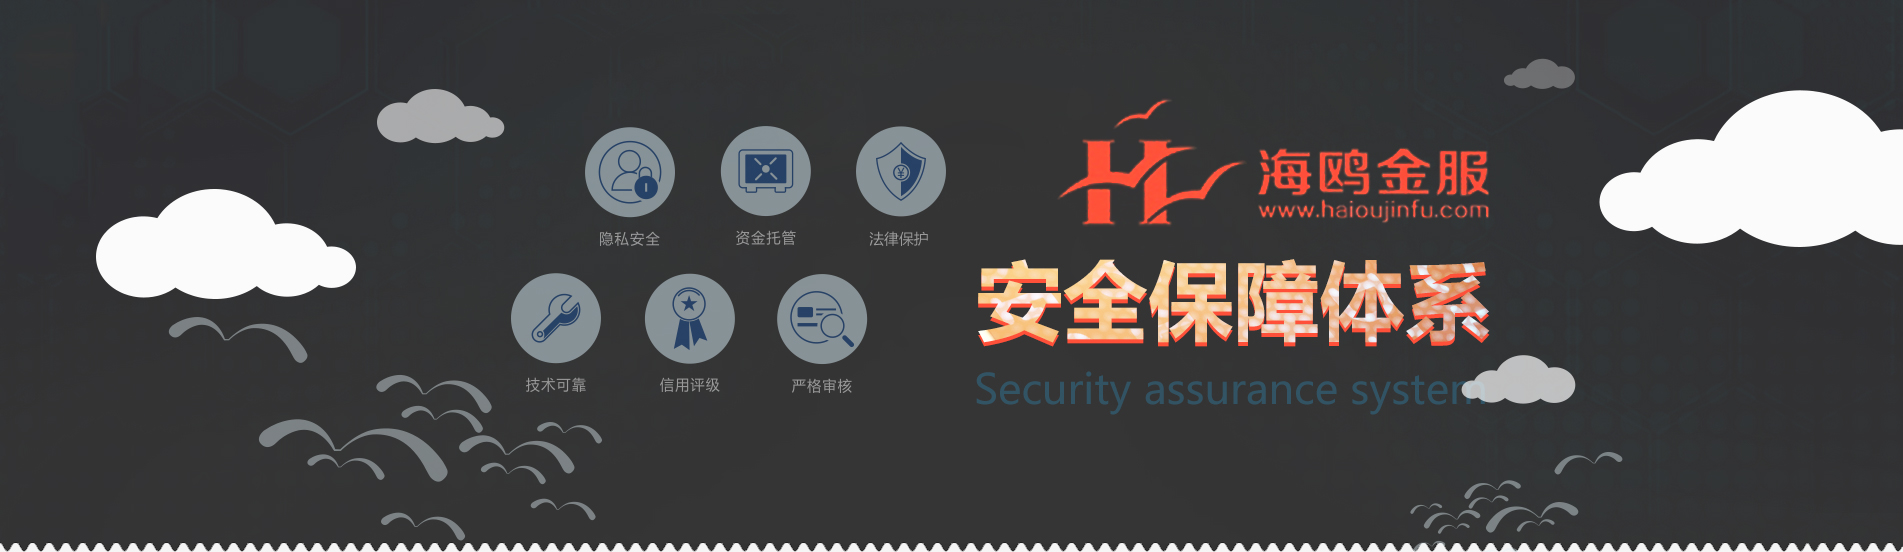 隐私安全
资金托管
法律保护
技术可靠
信用评级
严格审核
海鸥金服
www.haioujinfu.com
安全保障体系
Security assurance system